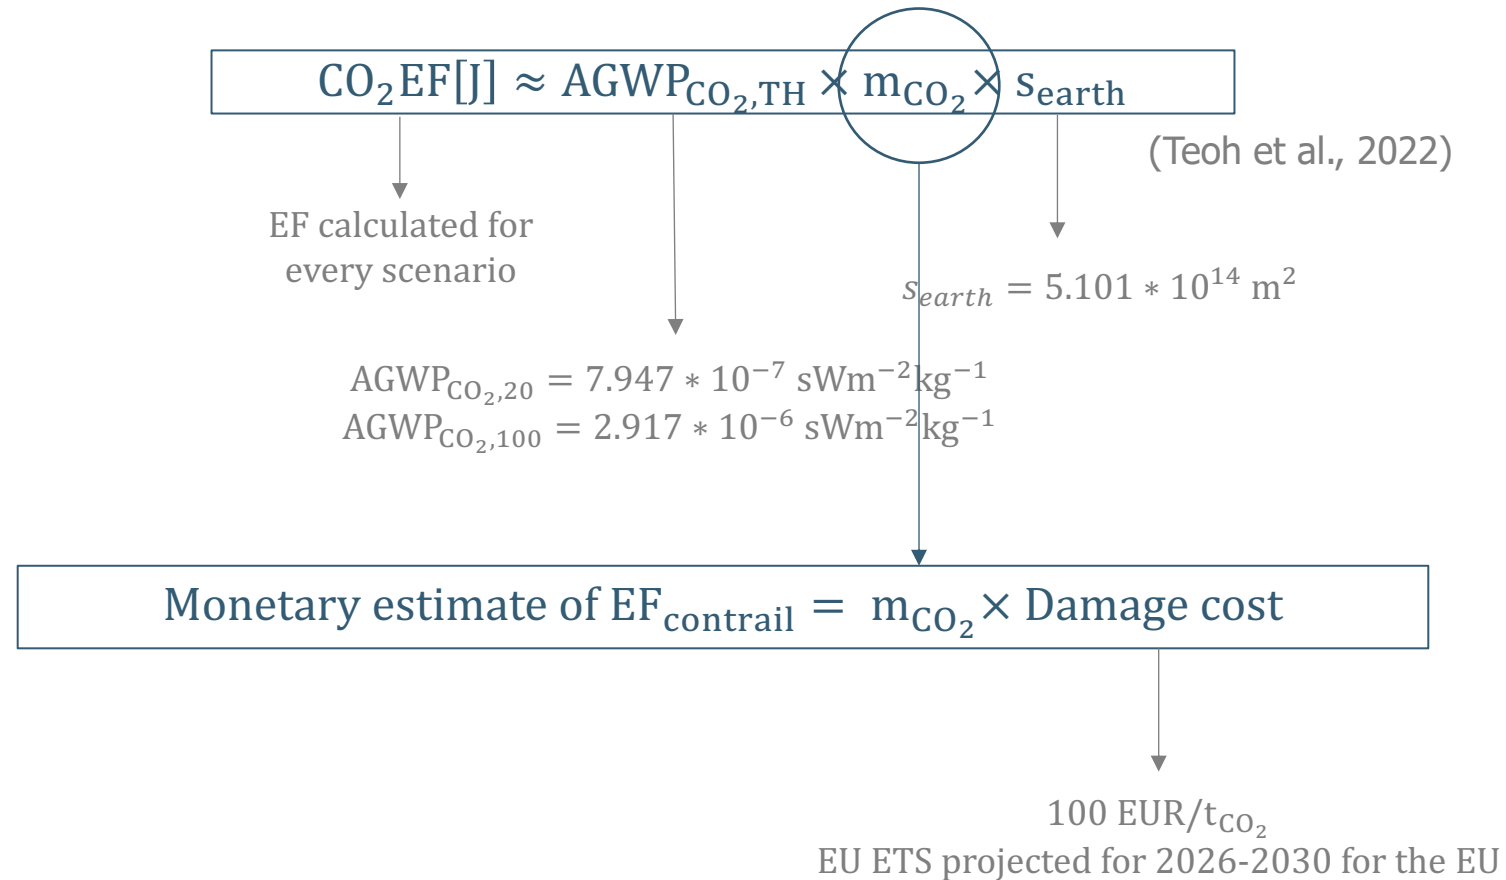 CO₂EF[J] ≈ AGWP_CO₂,TH × m_CO₂ × s_earth
(Teoh et al., 2022)
EF calculated for
every scenario
s_earth = 5.101 * 10¹⁴ m²
AGWP_CO₂,20 = 7.947 * 10⁻⁷ sWm⁻²kg⁻¹
AGWP_CO₂,100 = 2.917 * 10⁻⁶ sWm⁻²kg⁻¹
Monetary estimate of EF_contrail = m_CO₂ × Damage cost
100 EUR/t_CO₂
EU ETS projected for 2026-2030 for the EU